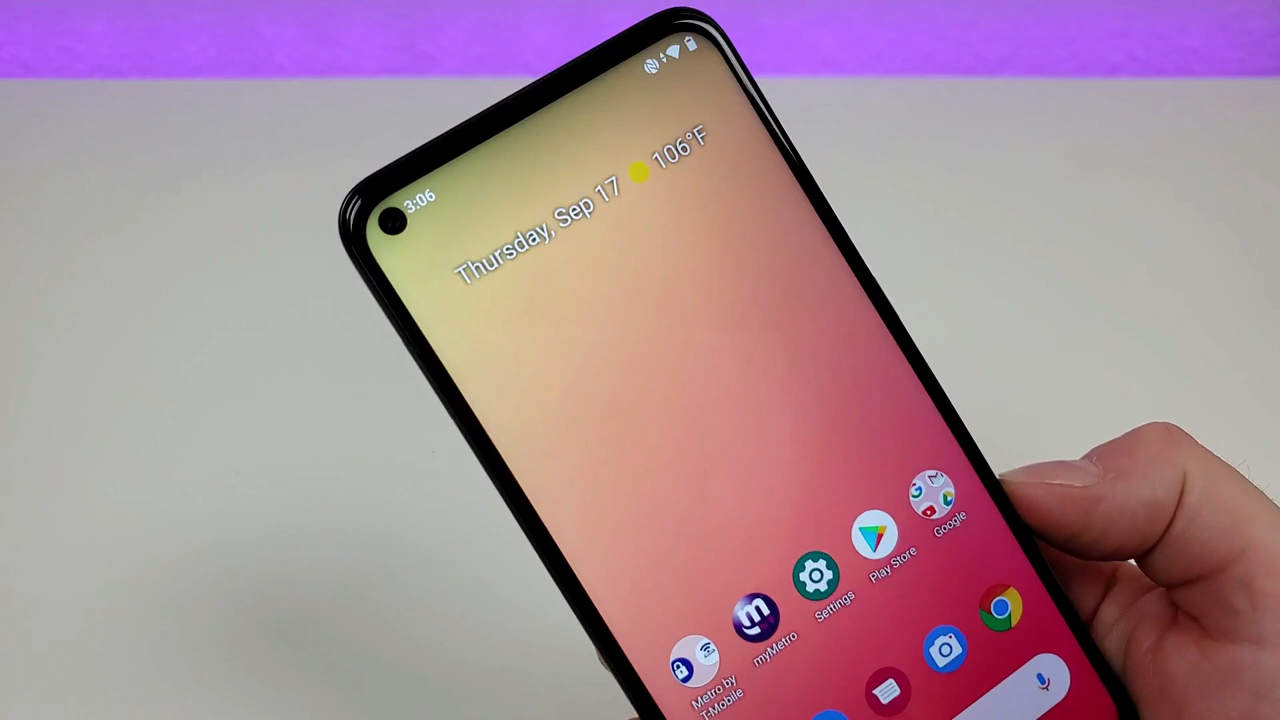 3:06
Thursday, Sep 17 106°F
Metro by
T-Mobile
m
myMetro
Settings
Play Store
Google